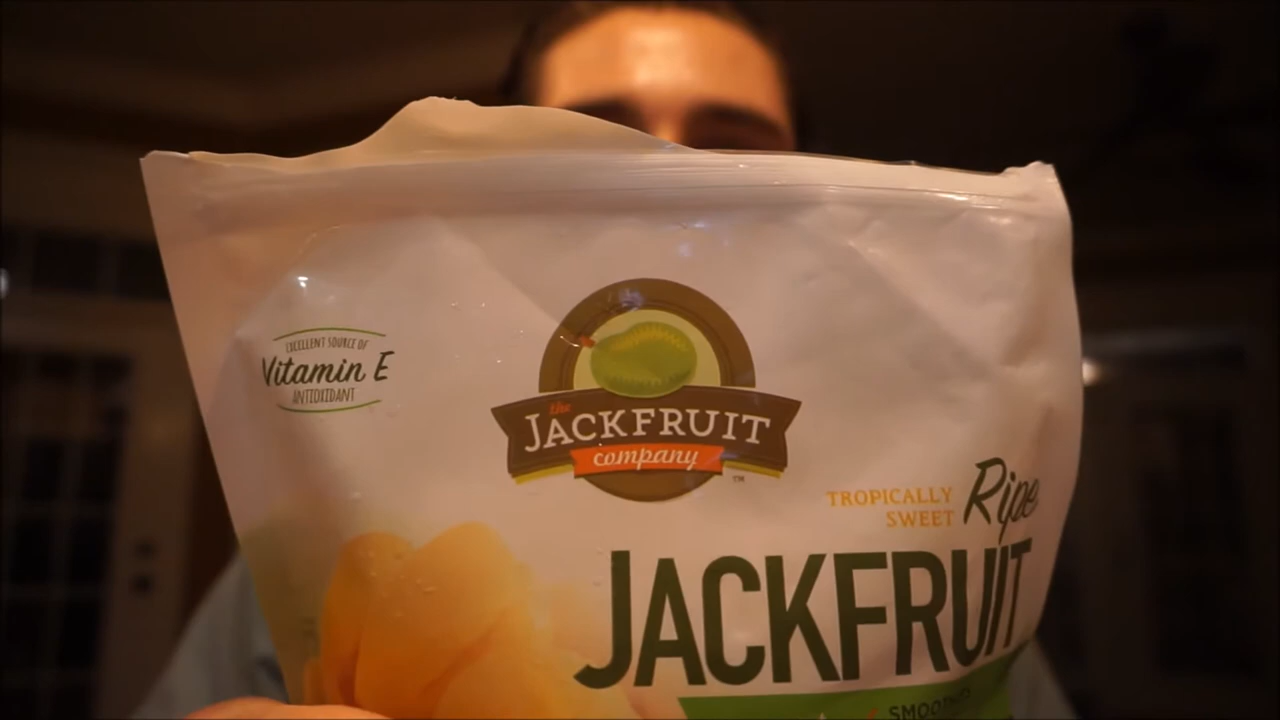 EXCELLENT SOURCE OF
Vitamin E
ANTIOXIDANT
the
JACKFRUIT
company
TM
TROPICALLY
SWEET
Ripe
JACKFRUIT